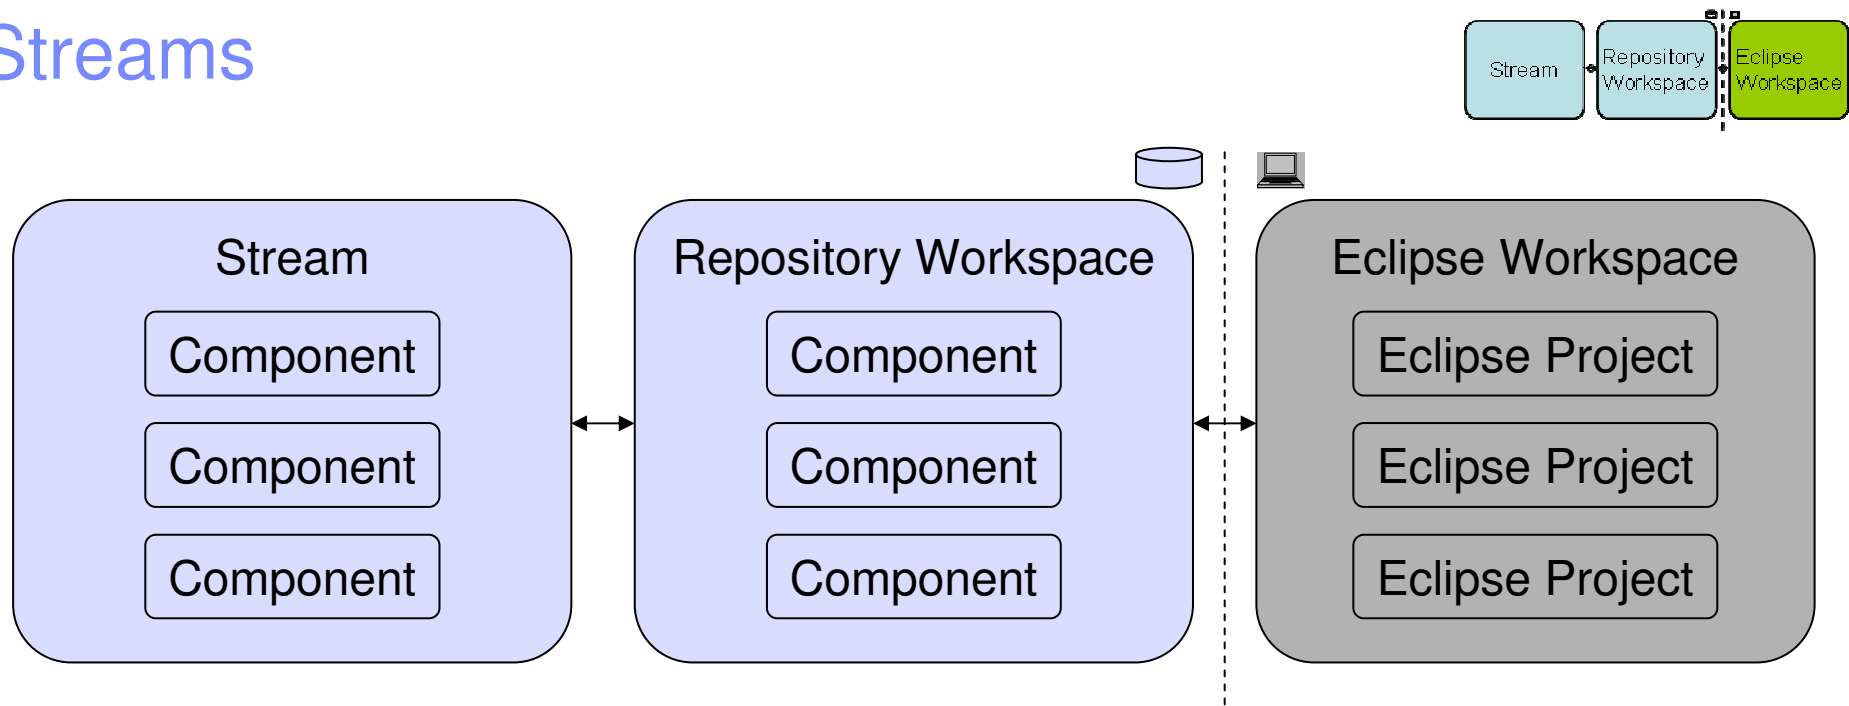 Streams
Stream
Repository
Workspace
Eclipse
Workspace
Stream
Component
Component
Component
Repository Workspace
Component
Component
Component
Eclipse Workspace
Eclipse Project
Eclipse Project
Eclipse Project